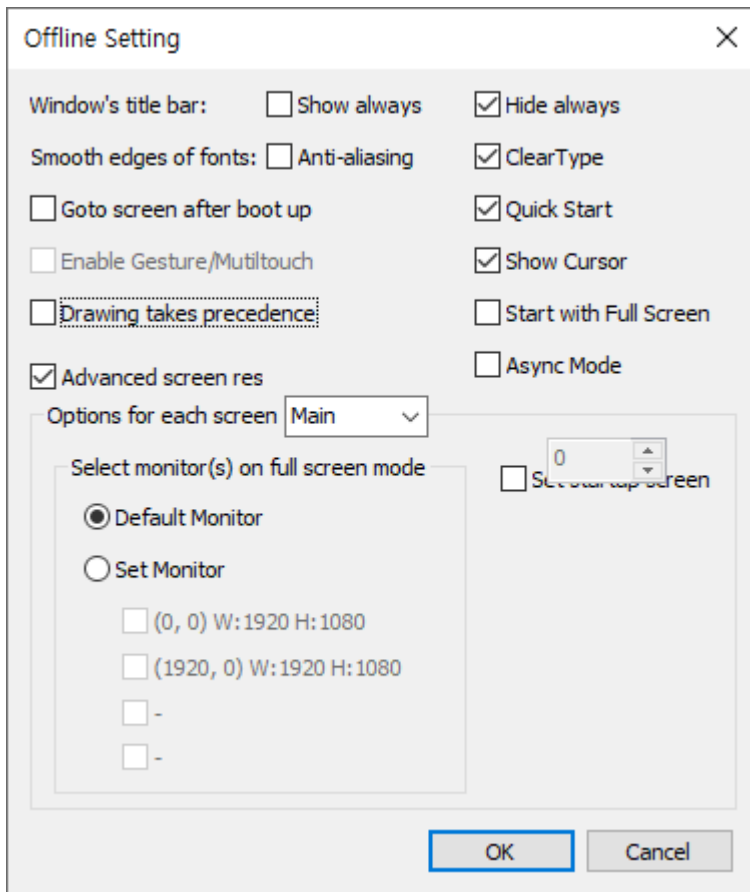 Offline Setting
Window's title bar: Show always Hide always
Smooth edges of fonts: Anti-aliasing ClearType
Goto screen after boot up Quick Start
Enable Gesture/Mutiltouch Show Cursor
Drawing takes precedence Start with Full Screen
Async Mode
Advanced screen res
Options for each screen Main
0
Select monitor(s) on full screen mode
Set startup screen
Default Monitor
Set Monitor
(0, 0) W:1920 H:1080
(1920, 0) W:1920 H:1080
-
-
OK Cancel